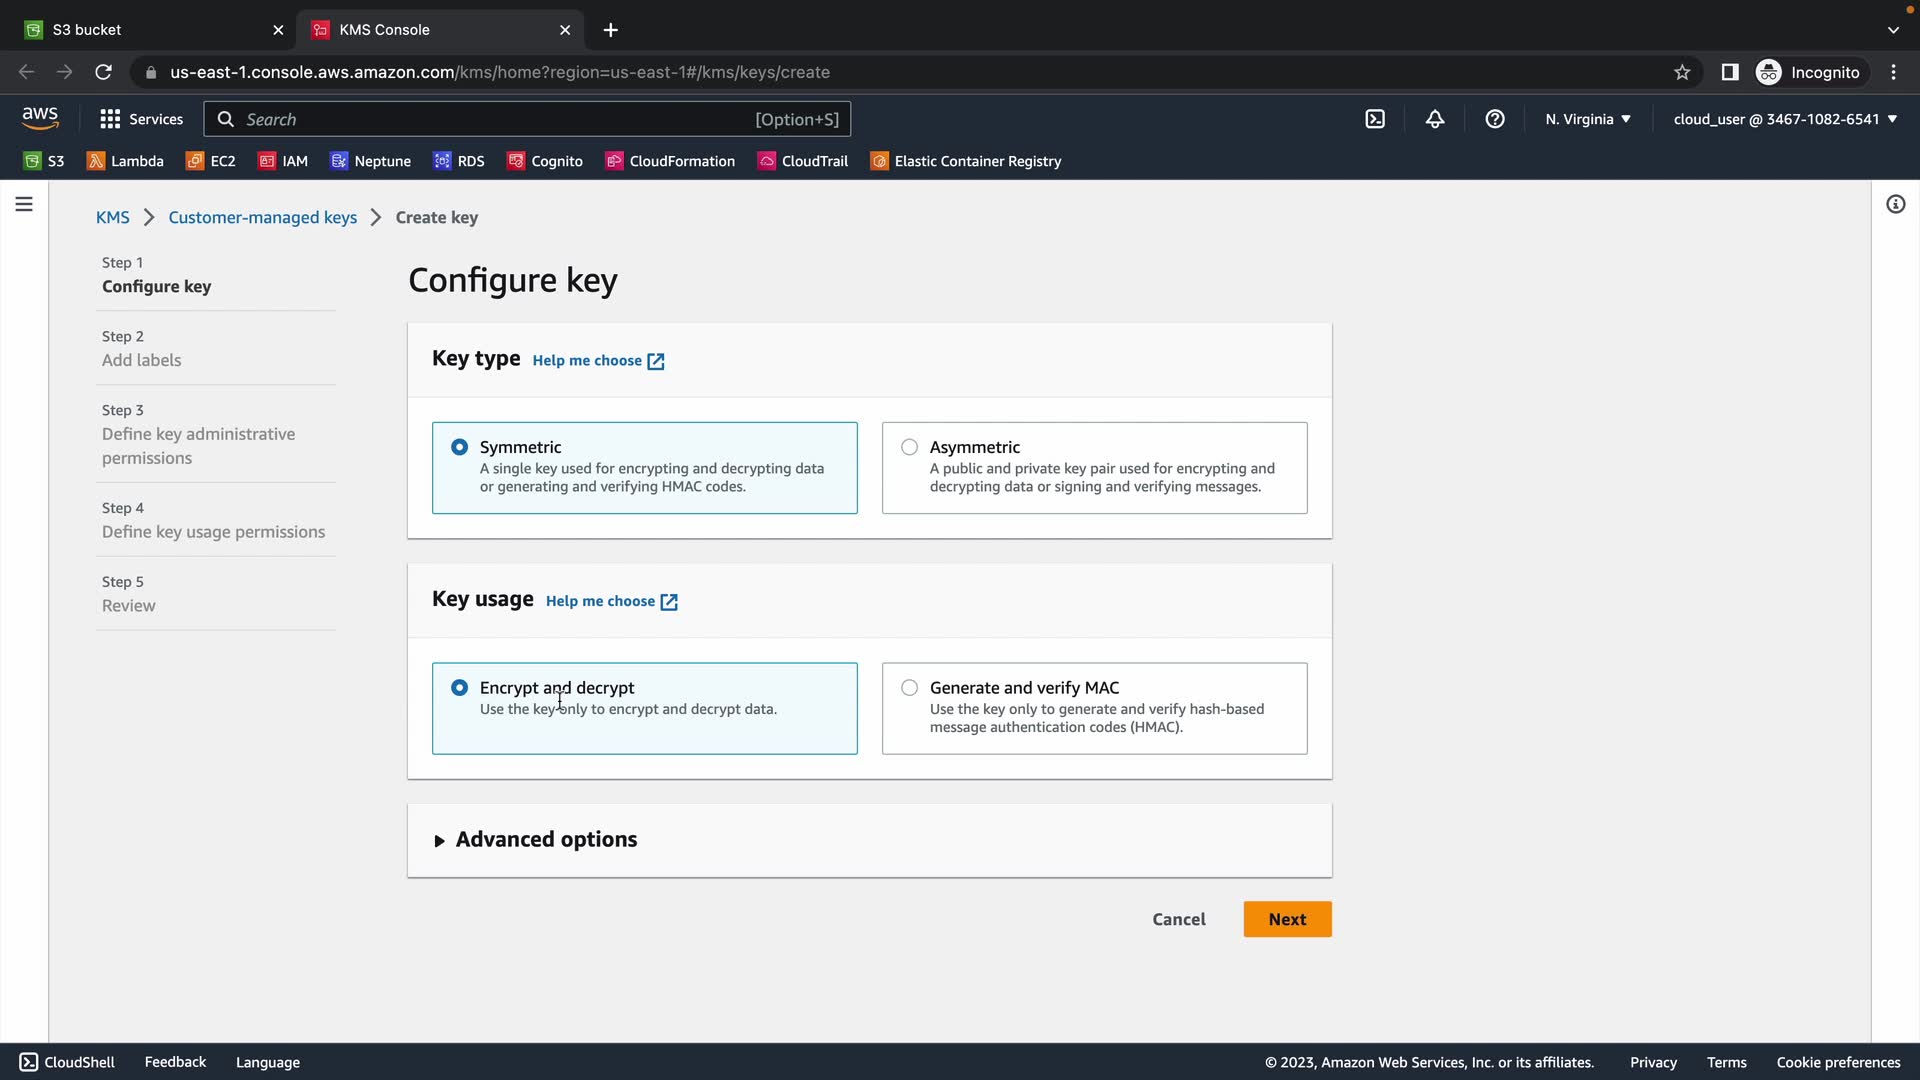 S3 bucket
KMS Console
us-east-1.console.aws.amazon.com/kms/home?region=us-east-1#/kms/keys/create
Incognito
aws
Services
Search
[Option+S]
N. Virginia
cloud_user @ 3467-1082-6541
S3
Lambda
EC2
IAM
Neptune
RDS
Cognito
CloudFormation
CloudTrail
Elastic Container Registry
KMS
Customer-managed keys
Create key
Step 1
Configure key
Step 2
Add labels
Step 3
Define key administrative
permissions
Step 4
Define key usage permissions
Step 5
Review
Configure key
Key type
Help me choose
Symmetric
A single key used for encrypting and decrypting data
or generating and verifying HMAC codes.
Asymmetric
A public and private key pair used for encrypting and
decrypting data or signing and verifying messages.
Key usage
Help me choose
Encrypt and decrypt
Use the key only to encrypt and decrypt data.
Generate and verify MAC
Use the key only to generate and verify hash-based
message authentication codes (HMAC).
Advanced options
Cancel
Next
CloudShell
Feedback
Language
© 2023, Amazon Web Services, Inc. or its affiliates.
Privacy
Terms
Cookie preferences